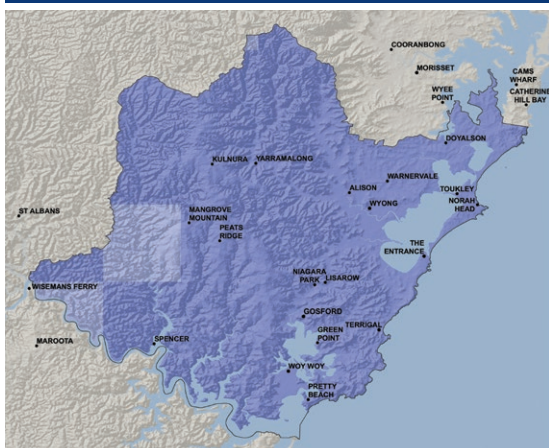 COORANBONG
MORISSET
CAMS
WHARF
WYEE
POINT
CATHERINE
HILL BAY
DOYALSON
KULNURA
YARRAMALONG
WARNERVALE
ALISON
TOUKLEY
WYONG
NORAH
HEAD
ST ALBANS
MANGROVE
MOUNTAIN
PEATS
RIDGE
THE
ENTRANCE
NIAGARA
PARK
LISAROW
WISEMANS FERRY
GOSFORD
TERRIGAL
GREEN
POINT
MAROOTA
SPENCER
WOY WOY
PRETTY
BEACH